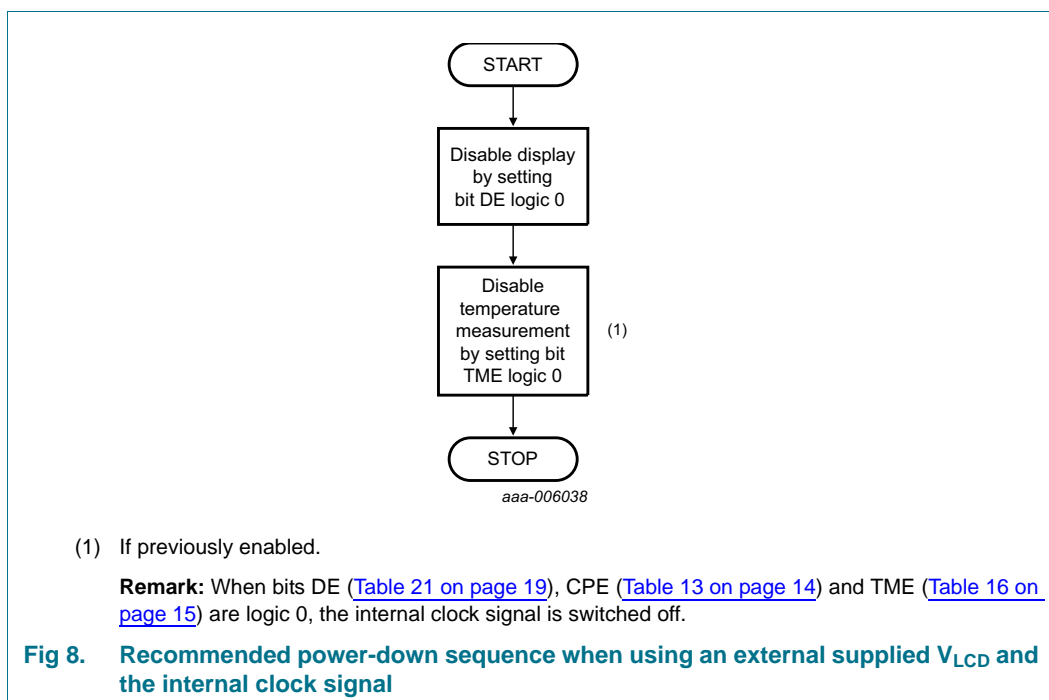 START
Disable display
by setting
bit DE logic 0
Disable
temperature
measurement
by setting bit
TME logic 0
(1)
STOP
aaa-006038
(1) If previously enabled.
Remark: When bits DE (Table 21 on page 19), CPE (Table 13 on page 14) and TME (Table 16 on
page 15) are logic 0, the internal clock signal is switched off.
Fig 8. Recommended power-down sequence when using an external supplied VLCD and
the internal clock signal